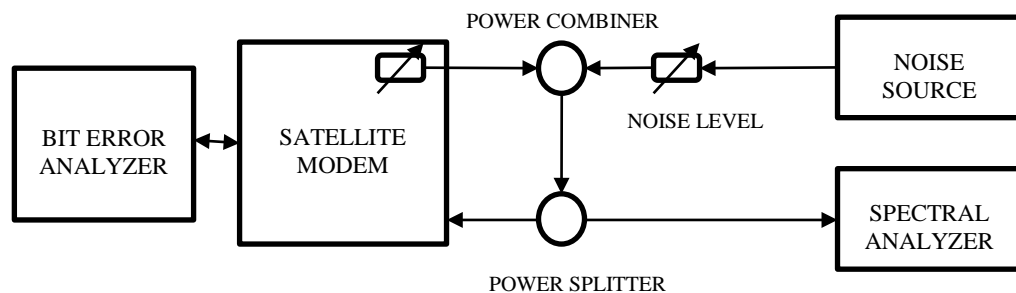 POWER COMBINER
NOISE
SOURCE
BIT ERROR
ANALYZER
SATELLITE
MODEM
NOISE LEVEL
SPECTRAL
ANALYZER
POWER SPLITTER